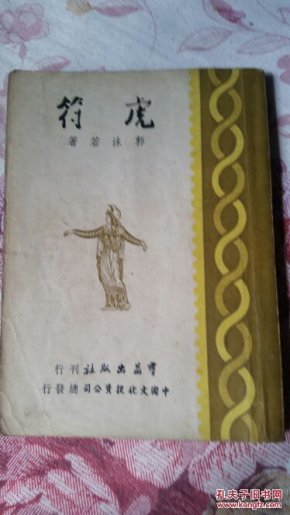 虎符
郭沫若著
羣益出版社刊行
中國文化投資公司總發行
孔夫子旧书网